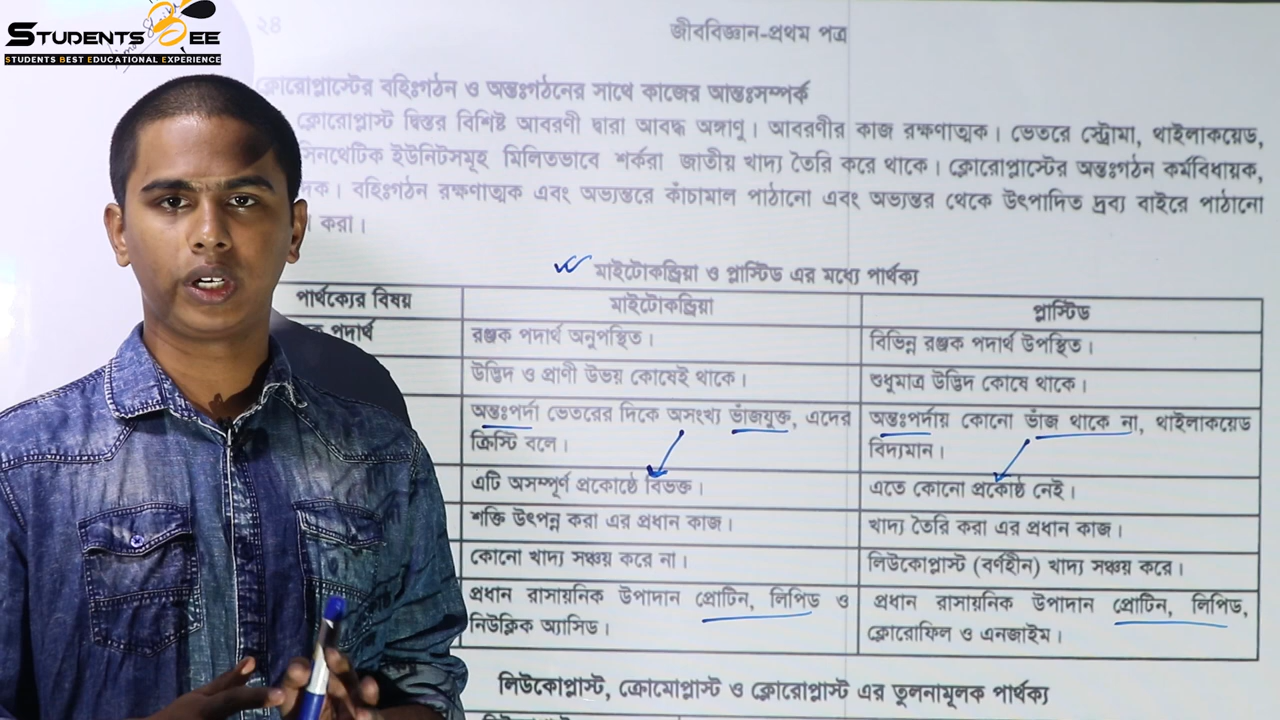 STUDENTS BEE
STUDENTS BEST EDUCATIONAL EXPERIENCE
২৪
জীববিজ্ঞান-প্রথম পত্র
ক্লোরোপ্লাস্টের বহিঃগঠন ও অন্তঃগঠনের সাথে কাজের আন্তঃসম্পর্ক
ক্লোরোপ্লাস্ট দ্বিস্তর বিশিষ্ট আবরণী দ্বারা আবদ্ধ অঙ্গাণু। আবরণীর কাজ রক্ষণাত্মক। ভেতরে স্ট্রোমা, থাইলাকয়েড,
ইউনিটসমূহ মিলিতভাবে শর্করা জাতীয় খাদ্য তৈরি করে থাকে। ক্লোরোপ্লাস্টের অন্তঃগঠন কর্মবিধায়ক,
বহিঃগঠন রক্ষণাত্মক এবং অভ্যন্তরে কাঁচামাল পাঠানো এবং অভ্যন্তর থেকে উৎপাদিত দ্রব্য বাইরে পাঠানো
করা।
মাইটোকন্ড্রিয়া ও প্লাস্টিড এর মধ্যে পার্থক্য
পার্থক্যের বিষয় মাইটোকন্ড্রিয়া প্লাস্টিড
পদার্থ রঞ্জক পদার্থ অনুপস্থিত। বিভিন্ন রঞ্জক পদার্থ উপস্থিত।
উদ্ভিদ ও প্রাণী উভয় কোষেই থাকে। শুধুমাত্র উদ্ভিদ কোষে থাকে।
অন্তঃপর্দা ভেতরের দিকে অসংখ্য ভাঁজযুক্ত, এদের অন্তঃপর্দায় কোনো ভাঁজ থাকে না, থাইলাকয়েড
ক্রিস্টি বলে। বিদ্যমান।
এটি অসম্পূর্ণ প্রকোষ্ঠে বিভক্ত। এতে কোনো প্রকোষ্ঠ নেই।
শক্তি উৎপন্ন করা এর প্রধান কাজ। খাদ্য তৈরি করা এর প্রধান কাজ।
কোনো খাদ্য সঞ্চয় করে না। লিউকোপ্লাস্ট (বর্ণহীন) খাদ্য সঞ্চয় করে।
প্রধান রাসায়নিক উপাদান প্রোটিন, লিপিড ও প্রধান রাসায়নিক উপাদান প্রোটিন, লিপিড,
নিউক্লিক অ্যাসিড। ক্লোরোফিল ও এনজাইম।
লিউকোপ্লাস্ট, ক্রোমোপ্লাস্ট ও ক্লোরোপ্লাস্ট এর তুলনামূলক পার্থক্য